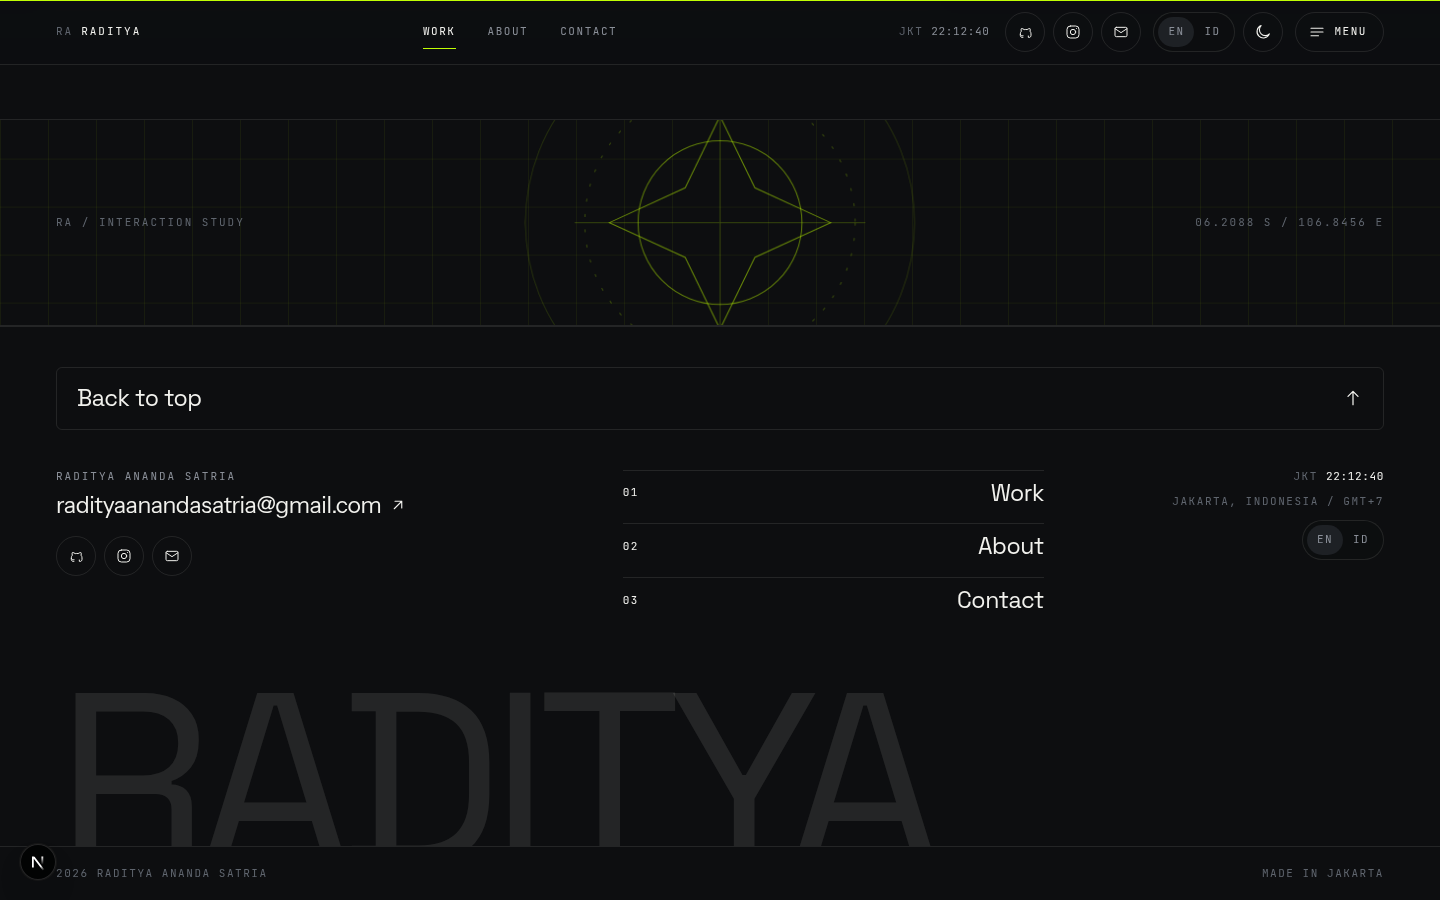 RA RADITYA
WORK ABOUT CONTACT
JKT 22:12:40
EN ID
MENU
RA / INTERACTION STUDY
06.2088 S / 106.8456 E
Back to top
RADITYA ANANDA SATRIA
radityaanandasatria@gmail.com
01 Work
02 About
03 Contact
JKT 22:12:40
JAKARTA, INDONESIA / GMT+7
EN ID
RADITYA
N
2026 RADITYA ANANDA SATRIA
MADE IN JAKARTA